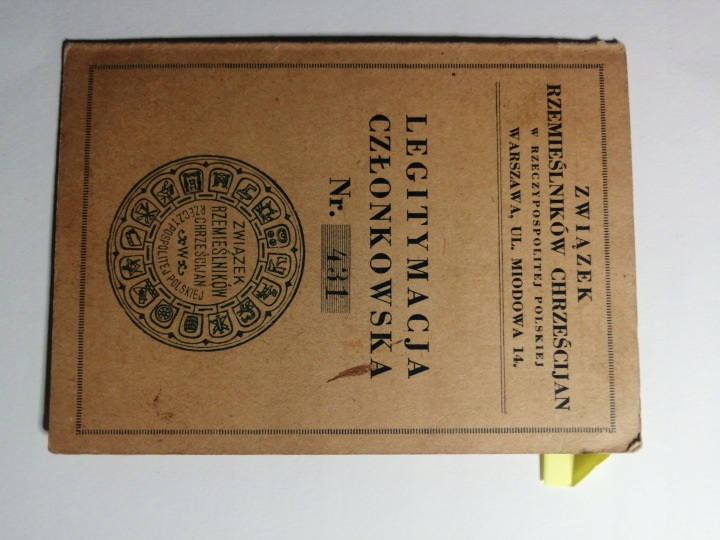 ZWIĄZEK
RZEMIEŚLNIKÓW CHRZEŚCIJAN
W RZECZYPOSPOLITEJ POLSKIEJ
WARSZAWA, UL. MIODOWA 14.
LEGITYMACJA
CZŁONKOWSKA
Nr. 431
ZWIĄZEK
RZEMIEŚLNIKÓW
CHRZEŚCIJAN
W
RZECZYPOSPOLITEJ POLSKIEJ